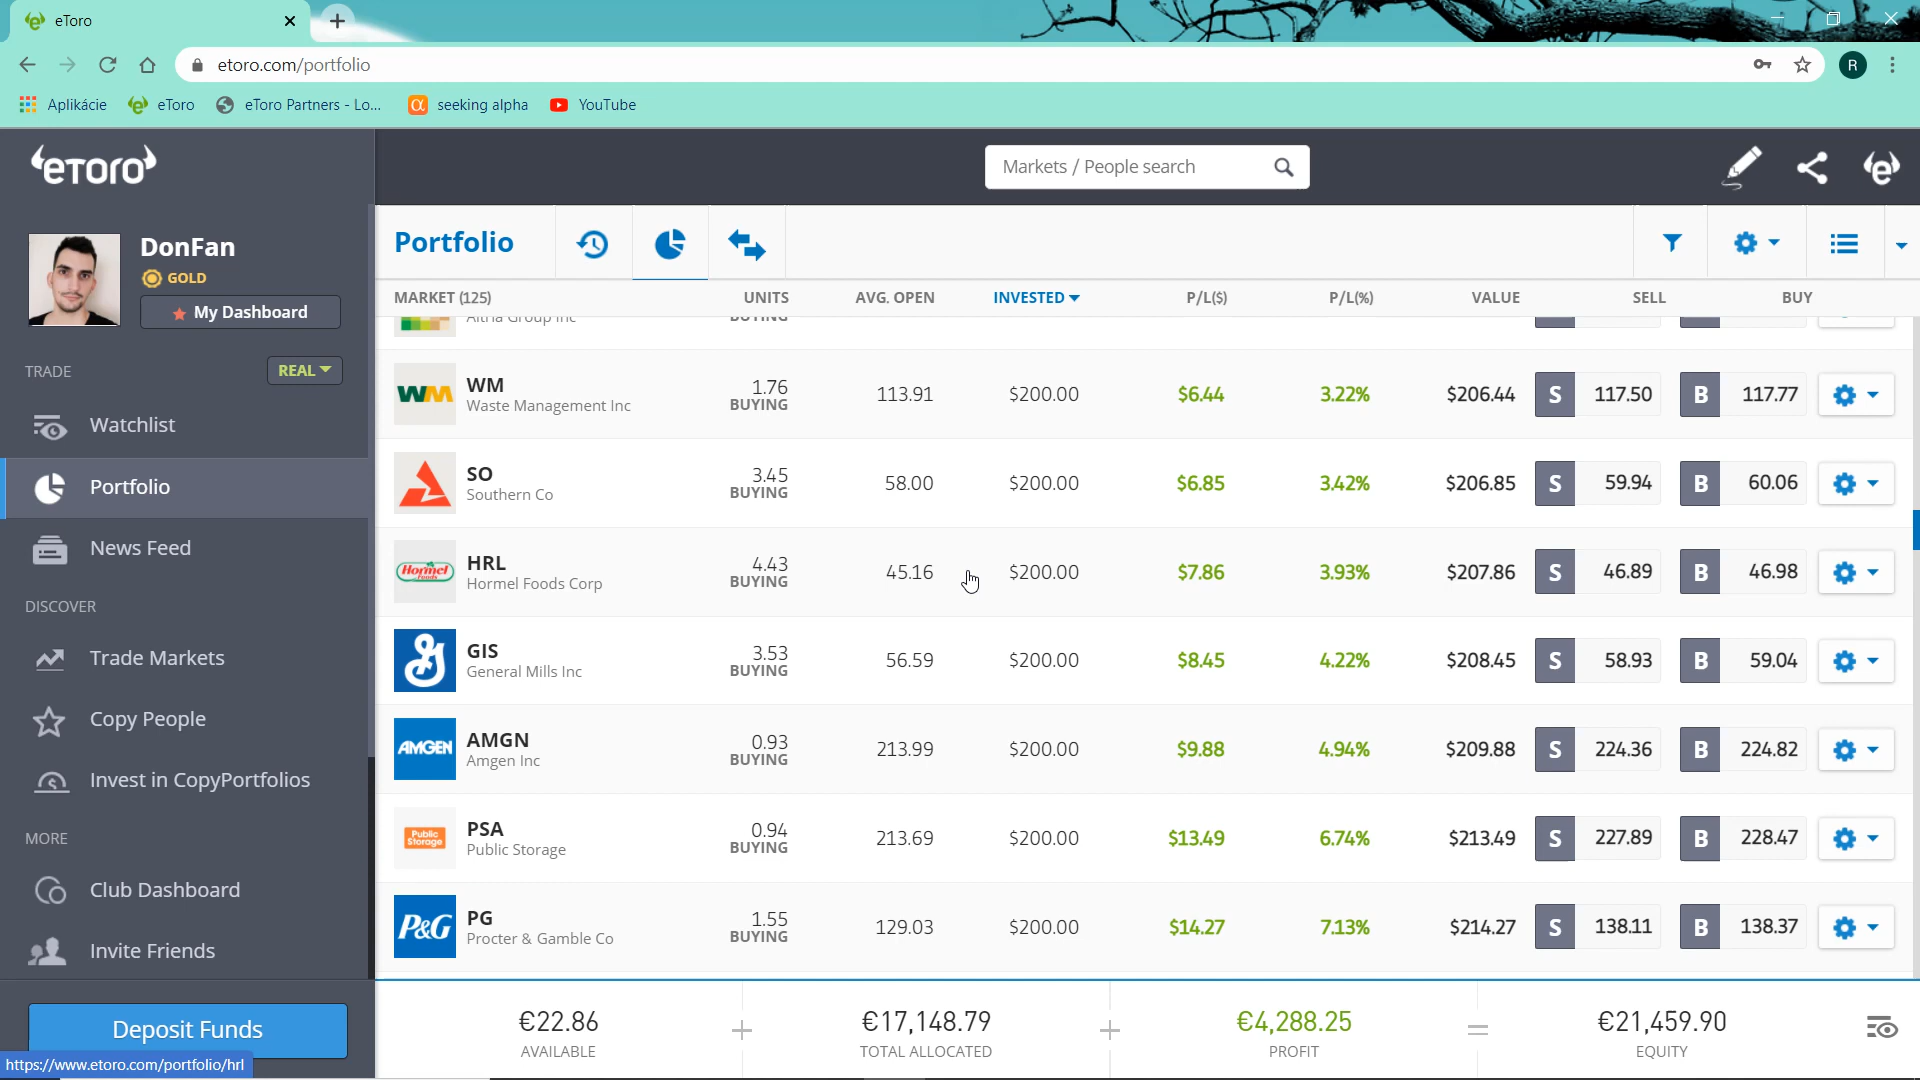 eToro
etoro.com/portfolio
R
Aplikácie
eToro
eToro Partners - Lo...
seeking alpha
YouTube
eToro
Markets / People search
DonFan
GOLD
My Dashboard
TRADE
REAL
Watchlist
Portfolio
News Feed
DISCOVER
Trade Markets
Copy People
Invest in CopyPortfolios
MORE
Club Dashboard
Invite Friends
Deposit Funds
https://www.etoro.com/portfolio/hrl
Portfolio
MARKET (125) UNITS AVG. OPEN INVESTED P/L($) P/L(%) VALUE SELL BUY
Altria Group Inc BUYING
WM 1.76 113.91 $200.00 $6.44 3.22% $206.44 S 117.50 B 117.77
Waste Management Inc BUYING
SO 3.45 58.00 $200.00 $6.85 3.42% $206.85 S 59.94 B 60.06
Southern Co BUYING
Hormel Foods
HRL 4.43 45.16 $200.00 $7.86 3.93% $207.86 S 46.89 B 46.98
Hormel Foods Corp BUYING
G
GIS 3.53 56.59 $200.00 $8.45 4.22% $208.45 S 58.93 B 59.04
General Mills Inc BUYING
AMGEN
AMGN 0.93 213.99 $200.00 $9.88 4.94% $209.88 S 224.36 B 224.82
Amgen Inc BUYING
Public Storage
PSA 0.94 213.69 $200.00 $13.49 6.74% $213.49 S 227.89 B 228.47
Public Storage BUYING
P&G
PG 1.55 129.03 $200.00 $14.27 7.13% $214.27 S 138.11 B 138.37
Procter & Gamble Co BUYING
€22.86 + €17,148.79 + €4,288.25 = €21,459.90
AVAILABLE TOTAL ALLOCATED PROFIT EQUITY